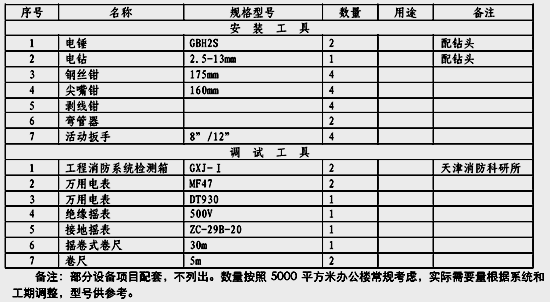 序号 名称 规格型号 数量 用途 备注
安装工具
1 电锤 GBH2S 2 配钻头
2 电钻 2.5-13mm 1 配钻头
3 钢丝钳 175mm 4
4 尖嘴钳 160mm 4
5 剥线钳 4
6 弯管器 2
7 活动扳手 8”/12” 4
调试工具
1 工程消防系统检测箱 GXJ-I 2 天津消防科研所
2 万用电表 MF47 2
3 万用电表 DT930 1
4 绝缘摇表 500V 1
5 接地摇表 ZC-29B-20 1
6 摇卷式卷尺 30m 1
7 卷尺 5m 2
备注：部分设备项目配套，不列出。数量按照 5000 平方米办公楼常规考虑，实际需要量根据系统和
工期调整，型号供参考。